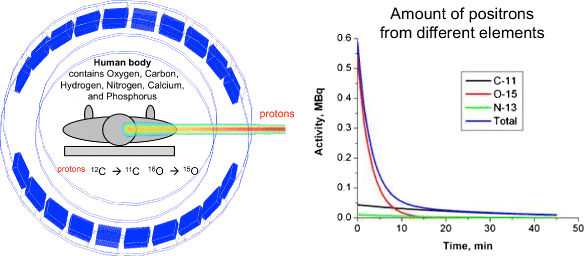 Human body
contains Oxygen, Carbon,
Hydrogen, Nitrogen, Calcium,
and Phosphorus
protons
protons ¹²C → ¹¹C ¹⁶O → ¹⁵O
Amount of positrons
from different elements
Activity, MBq
0.6
0.5
0.4
0.3
0.2
0.1
0.0
C-11
O-15
N-13
Total
0 10 20 30 40 50
Time, min